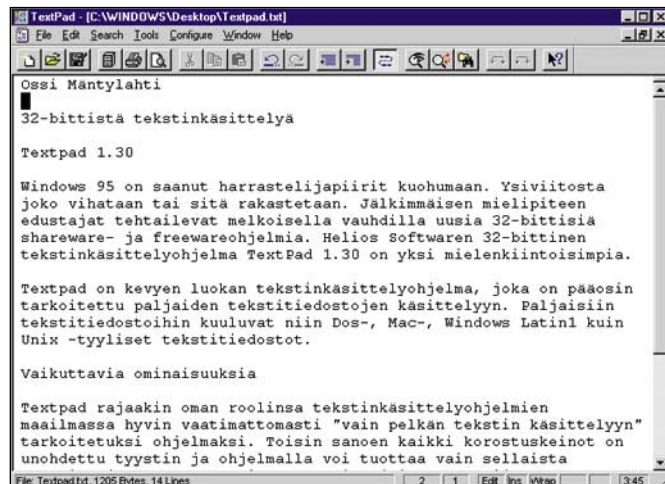 TextPad - [C:\WINDOWS\Desktop\Textpad.txt]
File Edit Search Tools Configure Window Help
Ossi Mäntylahti
32-bittistä tekstinkäsittelyä
Textpad 1.30
Windows 95 on saanut harrastelijapiirit kuohumaan. Ysiviitosta
joko vihataan tai sitä rakastetaan. Jälkimmäisen mielipiteen
edustajat tehtailevat melkoisella vauhdilla uusia 32-bittisiä
shareware- ja freewareohjelmia. Helios Softwaren 32-bittinen
tekstinkäsittelyohjelma TextPad 1.30 on yksi mielenkiintoisimpia.
Textpad on kevyen luokan tekstinkäsittelyohjelma, joka on pääosin
tarkoitettu paljaiden tekstitiedostojen käsittelyyn. Paljaisiin
tekstitiedostoihin kuuluvat niin Dos-, Mac-, Windows Latin1 kuin
Unix -tyyliset tekstitiedostot.
Vaikuttavia ominaisuuksia
Textpad rajaakin oman roolinsa tekstinkäsittelyohjelmien
maailmassa hyvin vaatimattomasti "vain pelkän tekstin käsittelyyn"
tarkoitetuksi ohjelmaksi. Toisin sanoen kaikki korostuskeinot on
unohdettu tyystin ja ohjelmalla voi tuottaa vain sellaista
File: Textpad.txt, 1205 Bytes, 14 Lines 2 1 Edit Ins Wrap 3:45